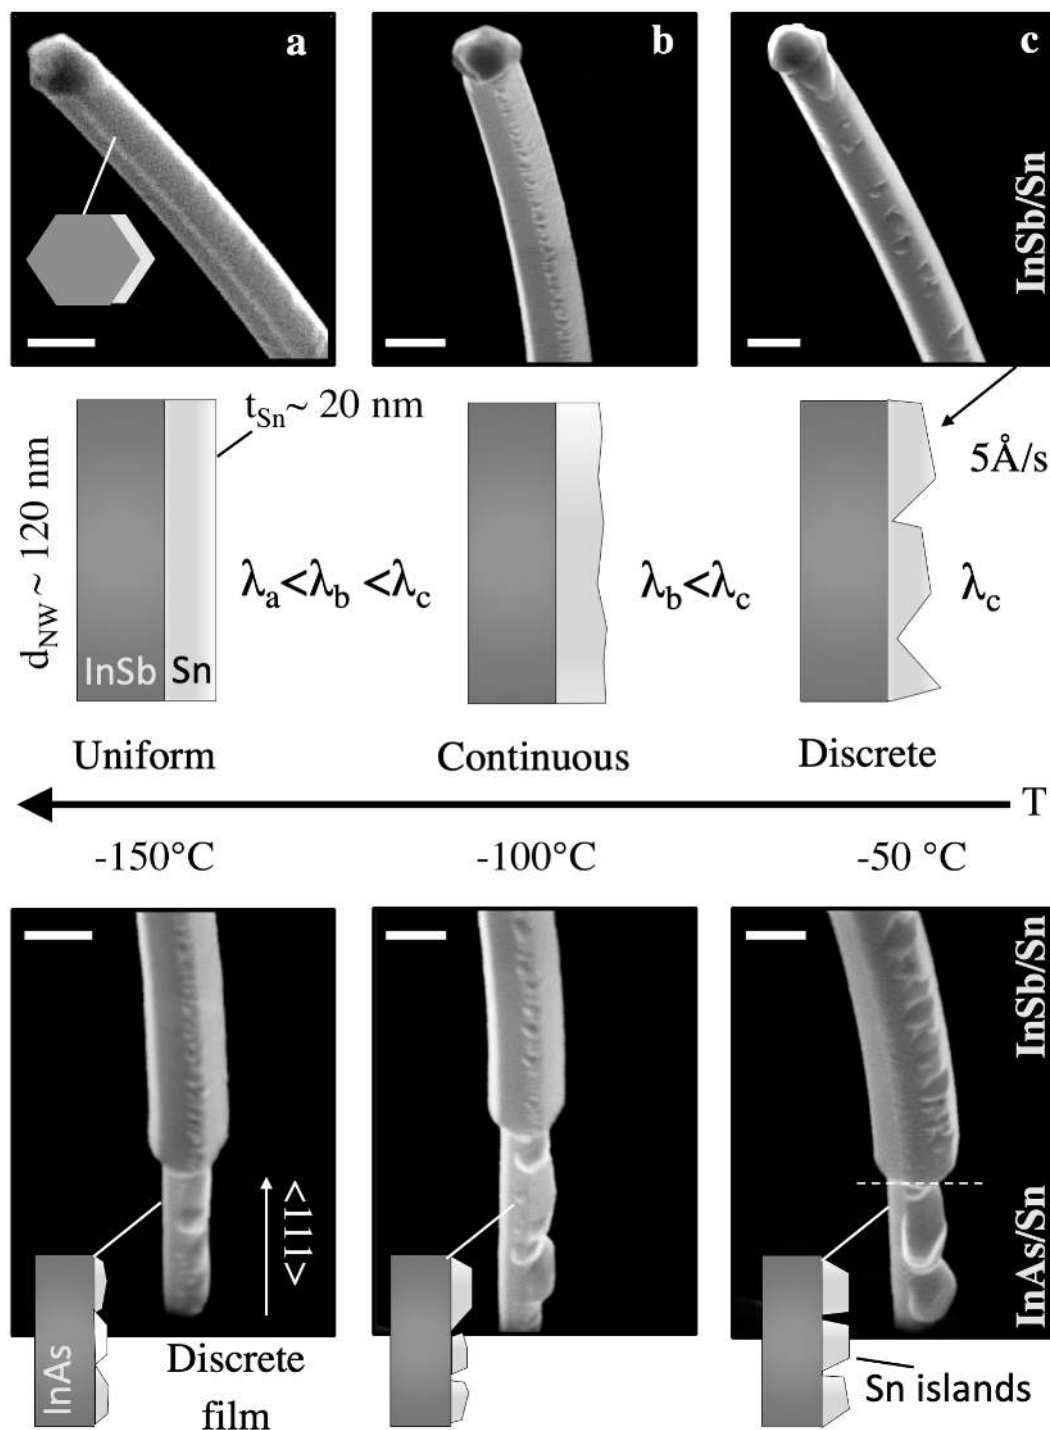 a
b
c
InSb/Sn
t_Sn~ 20 nm
5Å/s
d_NW ~ 120 nm
λ_a<λ_b <λ_c
λ_b<λ_c
λ_c
InSb Sn
Uniform
Continuous
Discrete
T
-150°C
-100°C
-50 °C
InSb/Sn
<111>
InAs/Sn
InAs
Discrete
film
Sn islands